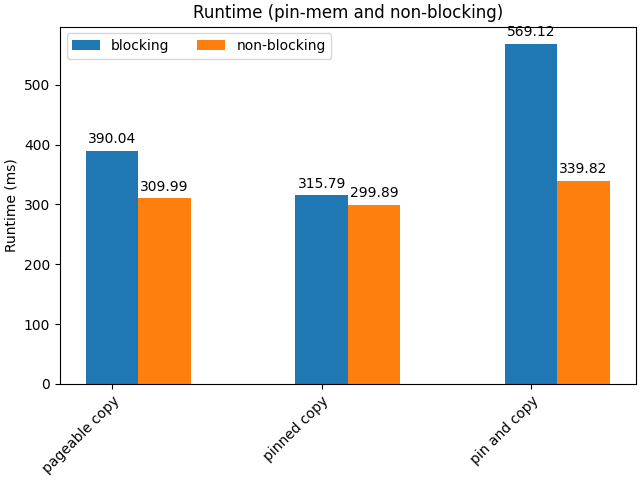 Runtime (pin-mem and non-blocking)
blocking
non-blocking
569.12
390.04
309.99
315.79
299.89
339.82
Runtime (ms)
500
400
300
200
100
0
pageable copy
pinned copy
pin and copy